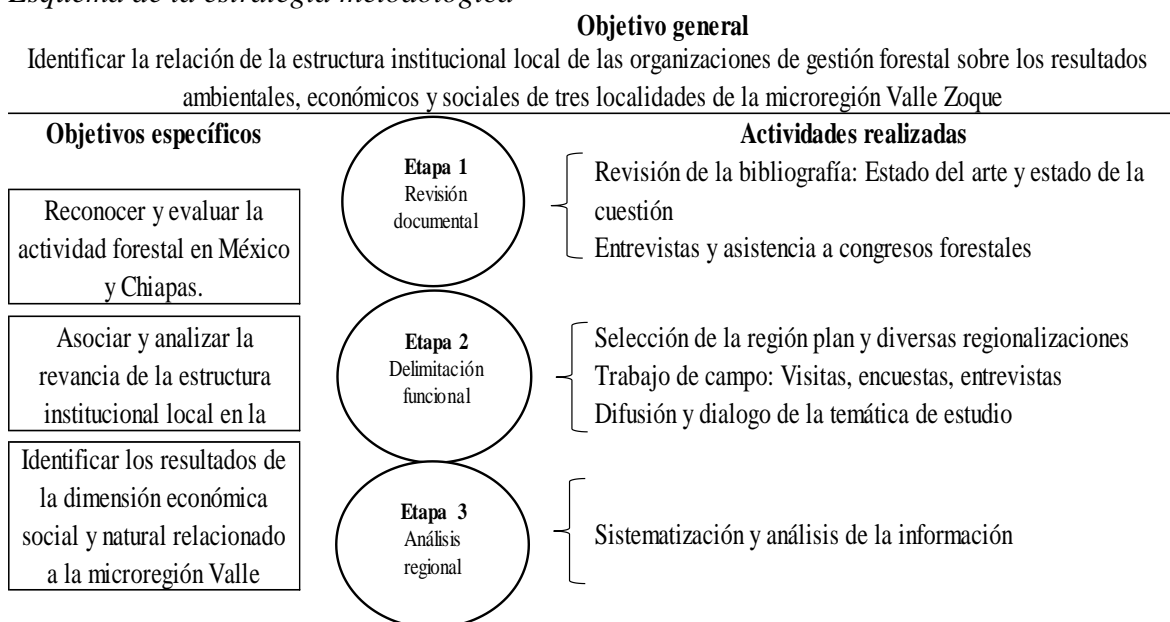 Esquema de la estrategia metodológica
Objetivo general
Identificar la relación de la estructura institucional local de las organizaciones de gestión forestal sobre los resultados
ambientales, económicos y sociales de tres localidades de la microregión Valle Zoque
Objetivos específicos
Reconocer y evaluar la
actividad forestal en México
y Chiapas.
Asociar y analizar la
revancia de la estructura
institucional local en la
Identificar los resultados de
la dimensión económica
social y natural relacionado
a la microregión Valle
Etapa 1
Revisión
documental
Etapa 2
Delimitación
funcional
Etapa 3
Análisis
regional
Actividades realizadas
Revisión de la bibliografía: Estado del arte y estado de la
cuestión
Entrevistas y asistencia a congresos forestales
Selección de la región plan y diversas regionalizaciones
Trabajo de campo: Visitas, encuestas, entrevistas
Difusión y dialogo de la temática de estudio
Sistematización y análisis de la información